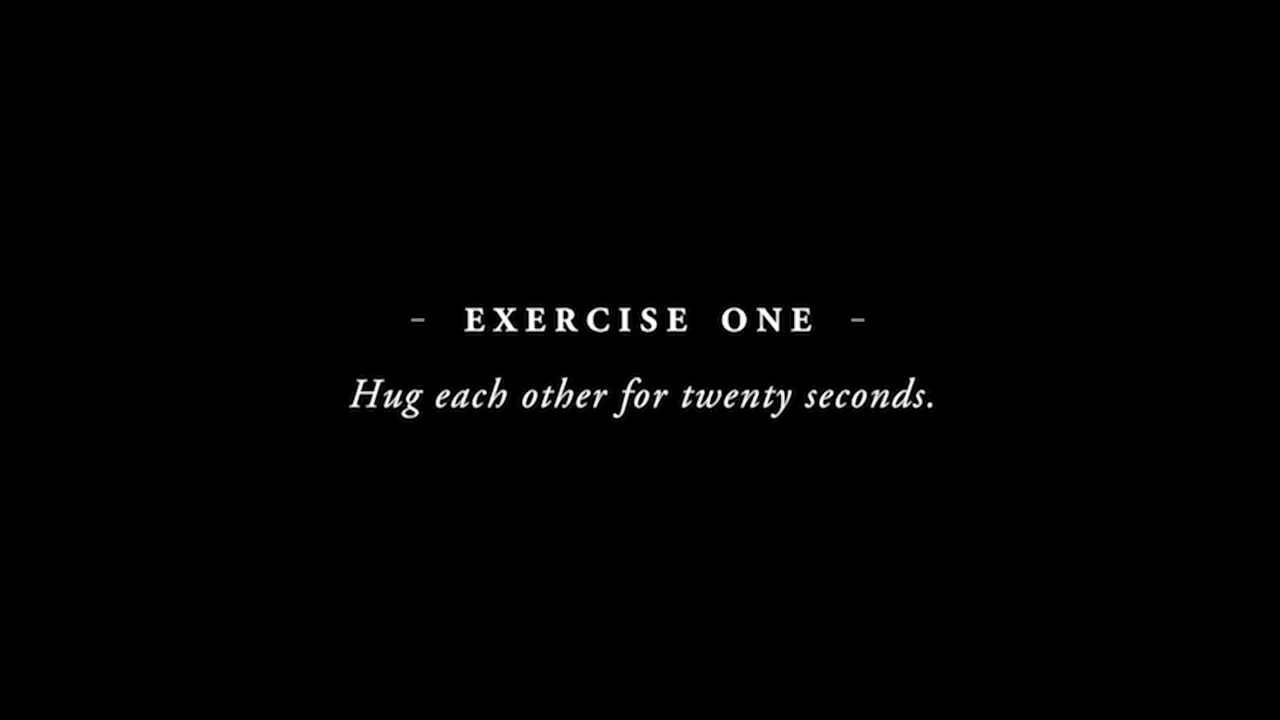 - EXERCISE ONE -
Hug each other for twenty seconds.